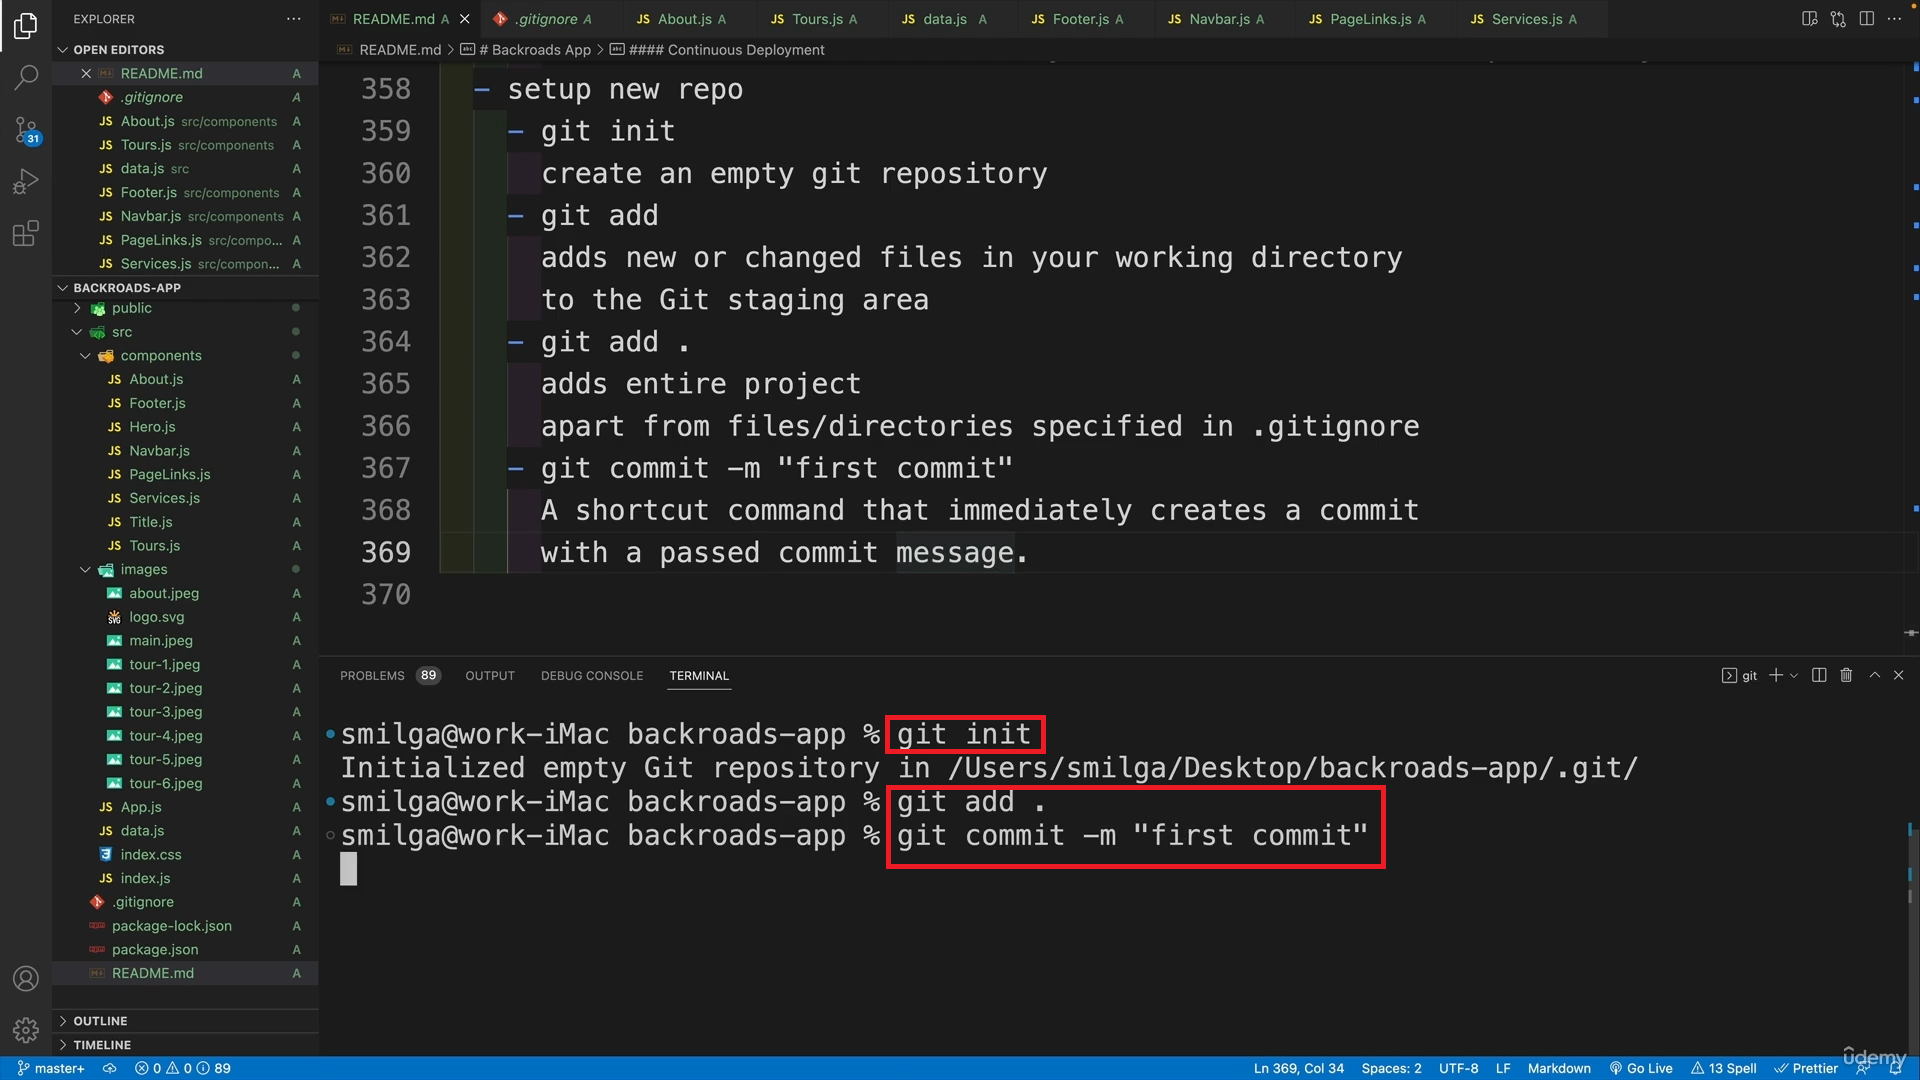 EXPLORER
README.md A
.gitignore A
JS About.js A
JS Tours.js A
JS data.js A
JS Footer.js A
JS Navbar.js A
JS PageLinks.js A
JS Services.js A
OPEN EDITORS
README.md > # Backroads App > #### Continuous Deployment
README.md A
.gitignore A
JS About.js src/components A
JS Tours.js src/components A
JS data.js src A
JS Footer.js src/components A
JS Navbar.js src/components A
JS PageLinks.js src/compo... A
JS Services.js src/compon... A
31
BACKROADS-APP
public
src
components
JS About.js A
JS Footer.js A
JS Hero.js A
JS Navbar.js A
JS PageLinks.js A
JS Services.js A
JS Title.js A
JS Tours.js A
images
about.jpeg A
SVG logo.svg A
main.jpeg A
tour-1.jpeg A
tour-2.jpeg A
tour-3.jpeg A
tour-4.jpeg A
tour-5.jpeg A
tour-6.jpeg A
JS App.js A
JS data.js A
index.css A
JS index.js A
.gitignore A
package-lock.json A
package.json A
README.md A
OUTLINE
TIMELINE
358 - setup new repo
359 - git init
360 create an empty git repository
361 - git add
362 adds new or changed files in your working directory
363 to the Git staging area
364 - git add .
365 adds entire project
366 apart from files/directories specified in .gitignore
367 - git commit -m "first commit"
368 A shortcut command that immediately creates a commit
369 with a passed commit message.
370
PROBLEMS 89 OUTPUT DEBUG CONSOLE TERMINAL
git
smilga@work-iMac backroads-app % git init
Initialized empty Git repository in /Users/smilga/Desktop/backroads-app/.git/
smilga@work-iMac backroads-app % git add .
smilga@work-iMac backroads-app % git commit -m "first commit"
udemy
master+ 0 0 89 Ln 369, Col 34 Spaces: 2 UTF-8 LF Markdown Go Live 13 Spell Prettier